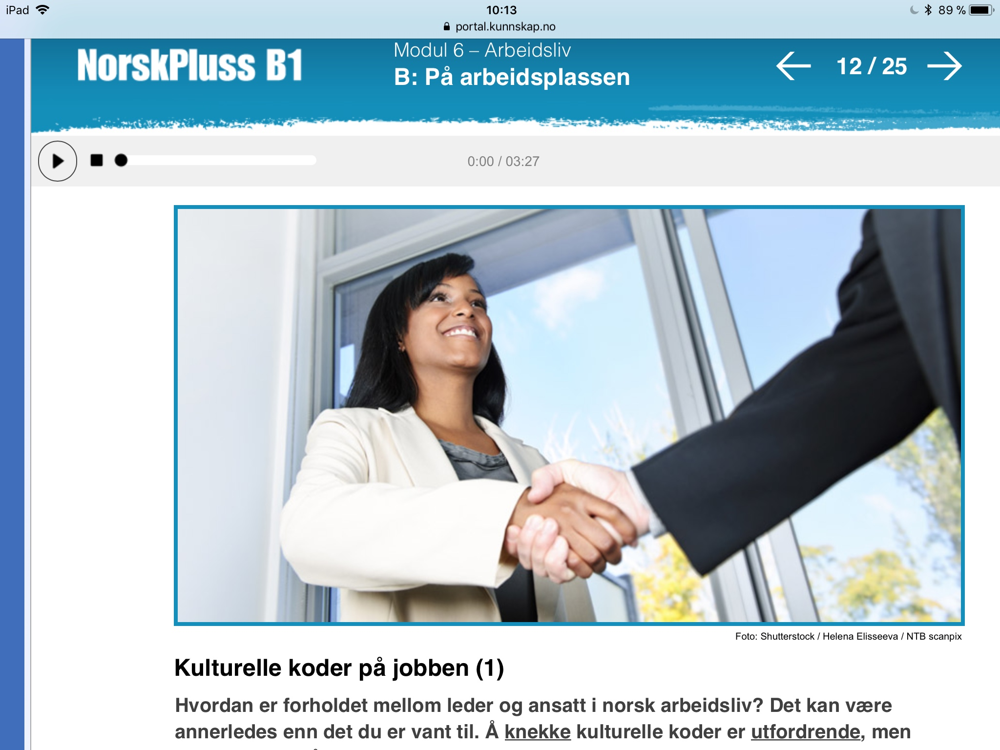 iPad
10:13
89 %
portal.kunnskap.no
NorskPluss B1
Modul 6 – Arbeidsliv
B: På arbeidsplassen
12 / 25
0:00 / 03:27
Foto: Shutterstock / Helena Elisseeva / NTB scanpix
Kulturelle koder på jobben (1)
Hvordan er forholdet mellom leder og ansatt i norsk arbeidsliv? Det kan være
annerledes enn det du er vant til. Å knekke kulturelle koder er utfordrende, men